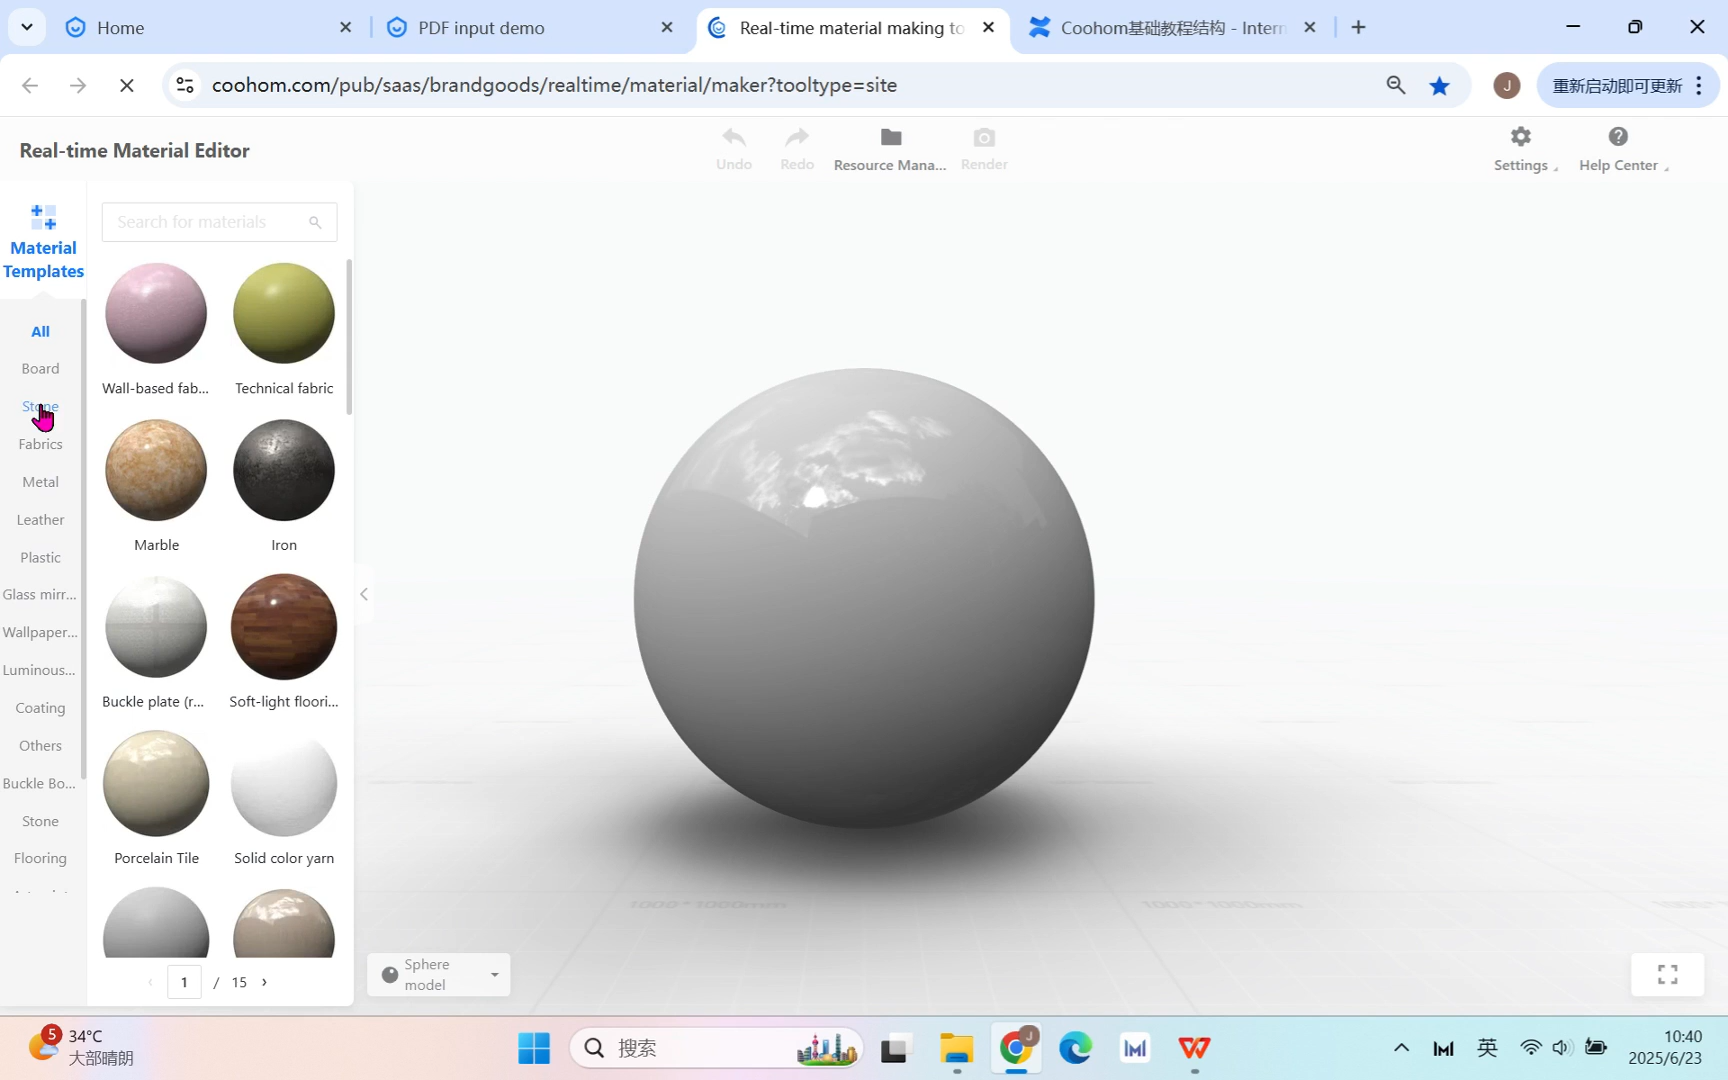 Home
PDF input demo
Real-time material making to
Coohom基础教程结构 - Intern
coohom.com/pub/saas/brandgoods/realtime/material/maker?tooltype=site
J
重新启动即可更新
Real-time Material Editor
Undo
Redo
Resource Mana...
Render
Settings
Help Center
Material
Templates
Search for materials
All
Board
Stone
Fabrics
Metal
Leather
Plastic
Glass mirr...
Wallpaper...
Luminous...
Coating
Others
Buckle Bo...
Stone
Flooring
Wall-based fab...
Technical fabric
Marble
Iron
Buckle plate (r...
Soft-light floori...
Porcelain Tile
Solid color yarn
1 / 15
Sphere
model
1000*1000mm
1000*1000mm
5
34°C
大部晴朗
搜索
J
英
10:40
2025/6/23